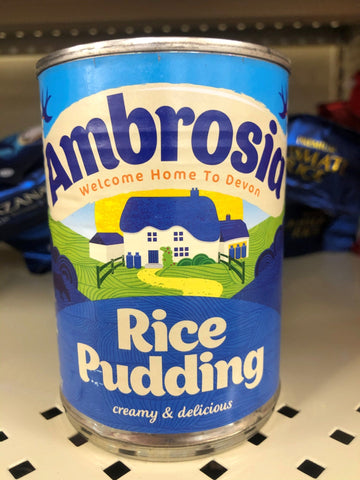 Ambrosia
Welcome Home To Devon
Rice
Pudding
creamy & delicious